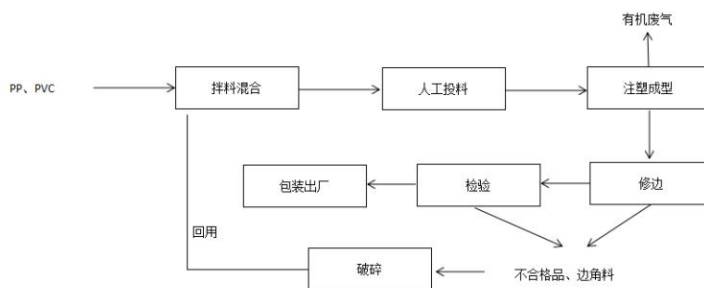 有机废气
PP、PVC
拌料混合
人工投料
注塑成型
包装出厂
检验
修边
回用
破碎
不合格品、边角料